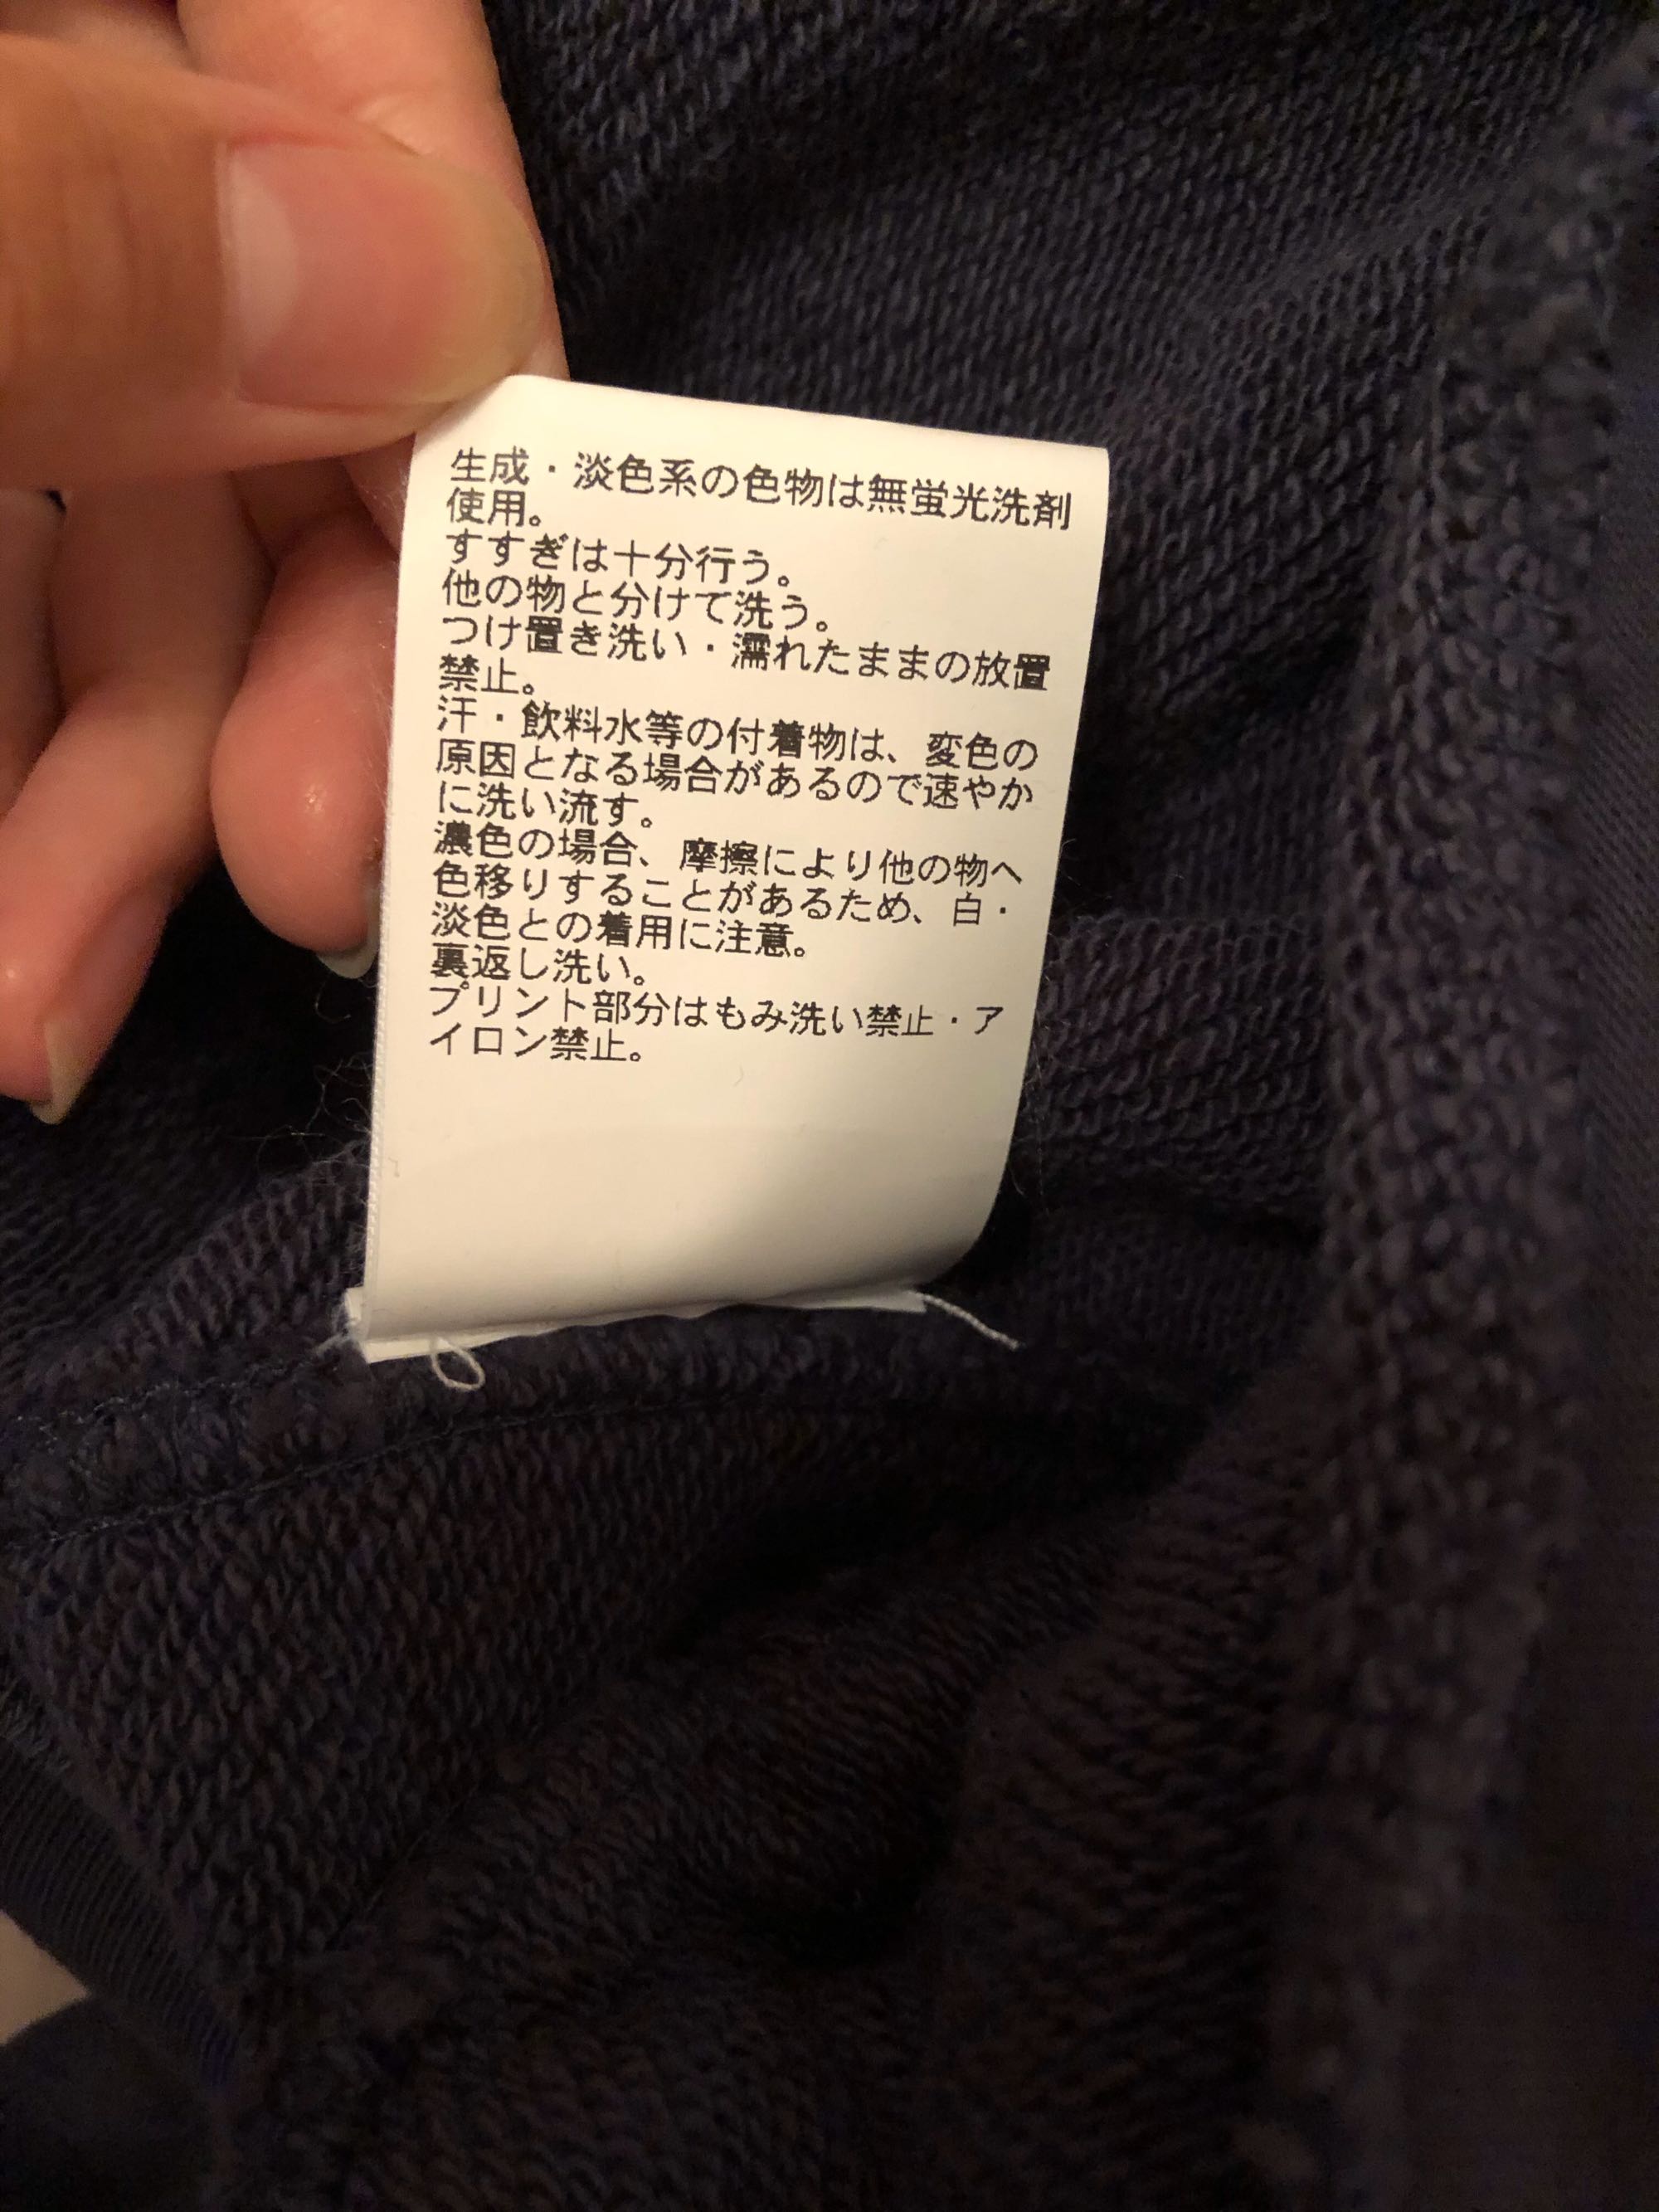 生成・淡色系の色物は無蛍光洗剤
使用。
すすぎは十分行う。
他の物と分けて洗う。
つけ置き洗い・濡れたままの放置
禁止。
汗・飲料水等の付着物は、変色の
原因となる場合があるので速やか
に洗い流す。
濃色の場合、摩擦により他の物へ
色移りすることがあるため、白・
淡色との着用に注意。
裏返し洗い。
プリント部分はもみ洗い禁止・ア
イロン禁止。